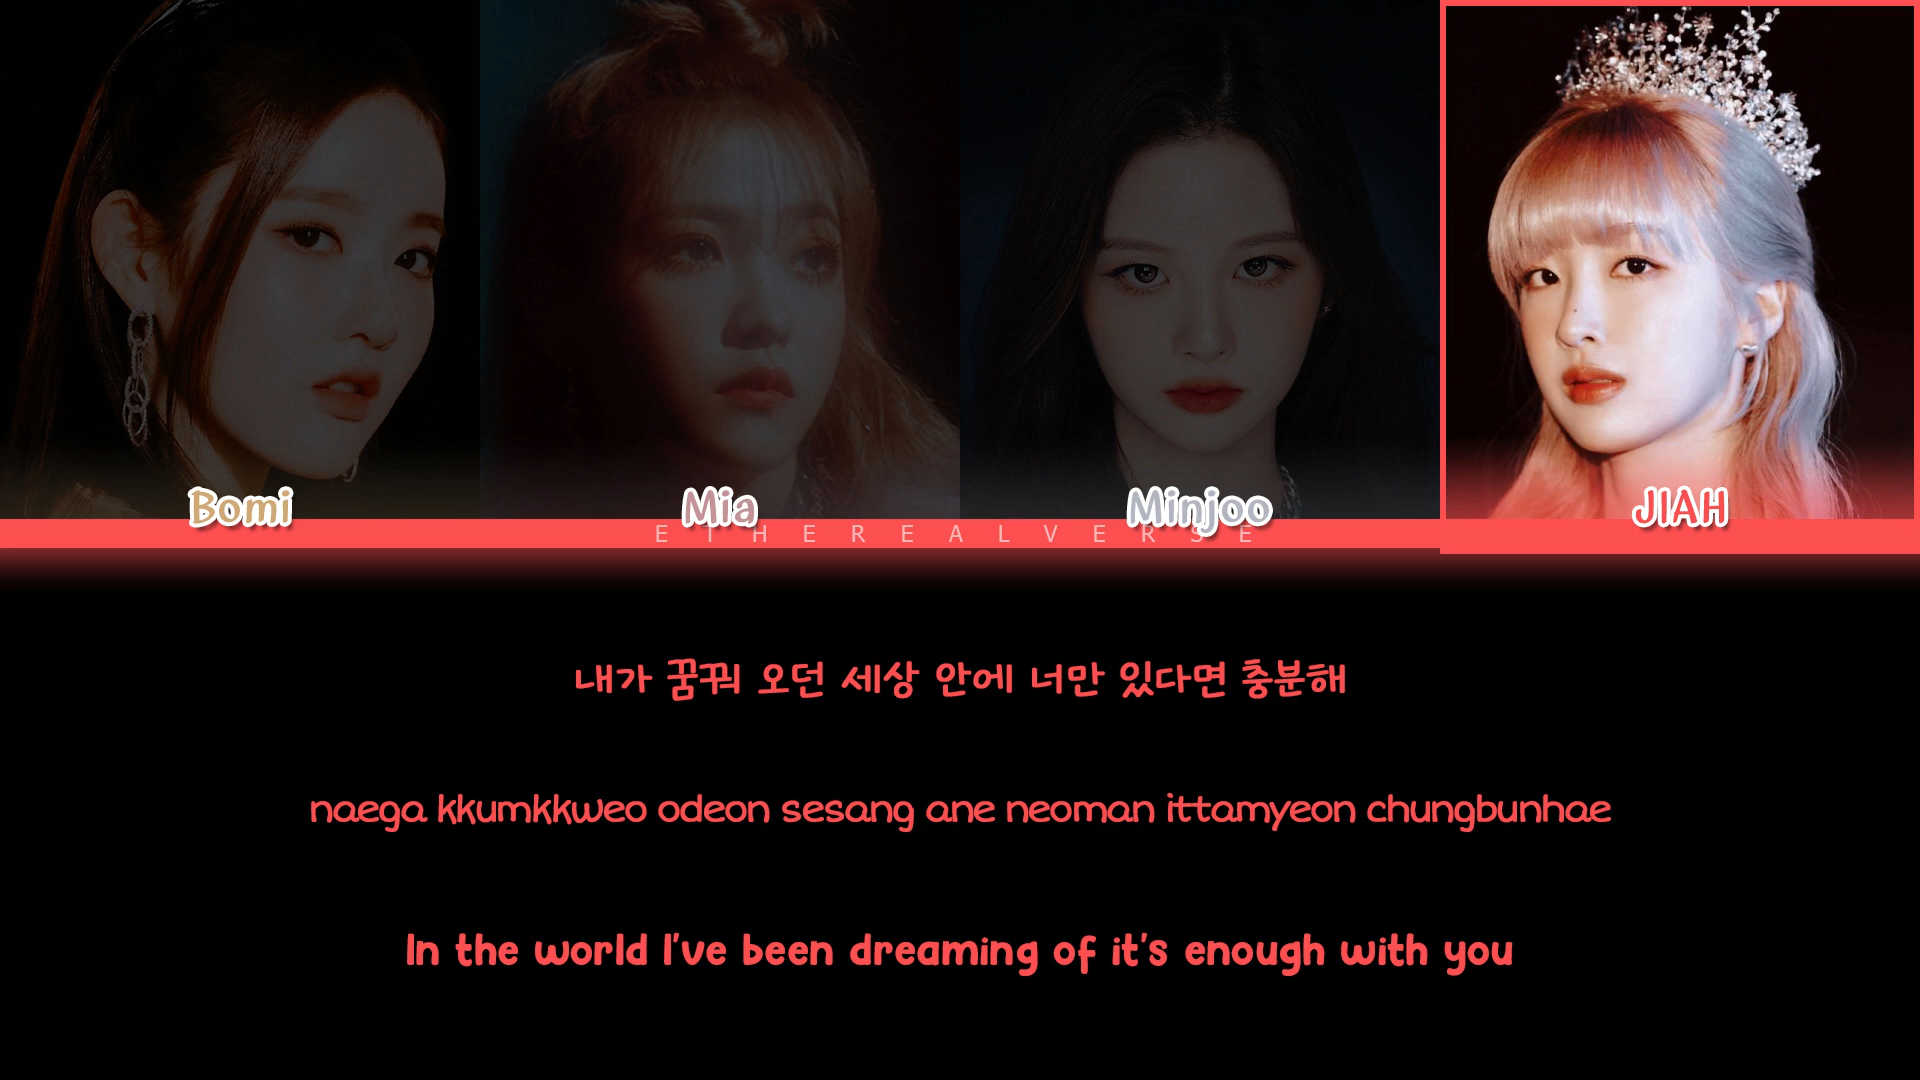 Bomi
Mia
Minjoo
JIAH
ETHEREALVERSE
내가 꿈꿔 오던 세상 안에 너만 있다면 충분해
naega kkumkkweo odeon sesang ane neoman ittamyeon chungbunhae
In the world I've been dreaming of it's enough with you